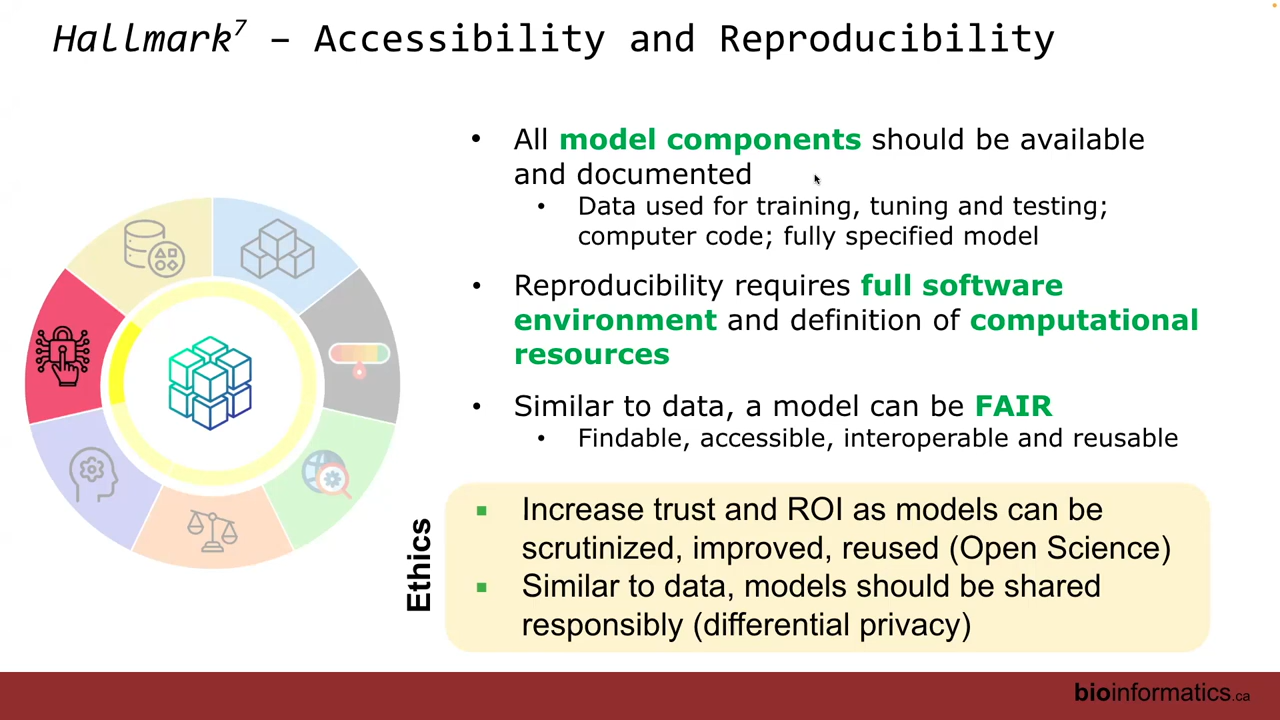 Hallmark7 – Accessibility and Reproducibility
• All model components should be available
and documented
• Data used for training, tuning and testing;
computer code; fully specified model
• Reproducibility requires full software
environment and definition of computational
resources
• Similar to data, a model can be FAIR
• Findable, accessible, interoperable and reusable
Ethics
▪ Increase trust and ROI as models can be
scrutinized, improved, reused (Open Science)
▪ Similar to data, models should be shared
responsibly (differential privacy)
bioinformatics.ca